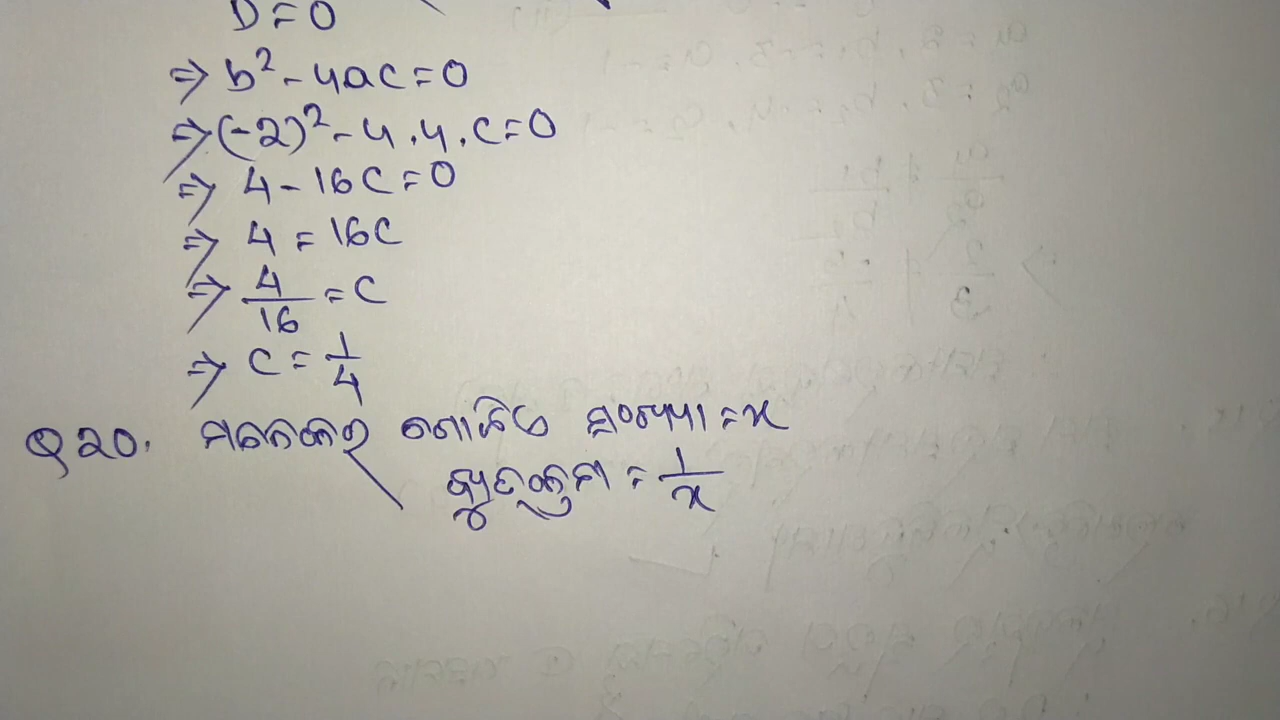 D = 0
⇒ b² - 4ac = 0
⇒ (-2)² - 4 . 4 . c = 0
⇒ 4 - 16c = 0
⇒ 4 = 16c
⇒ 4/16 = c
⇒ c = 1/4
Q 20. ମନେକର ଗୋଟିଏ ସଂଖ୍ୟା = x
ବ୍ୟୁତ୍କ୍ରମ = 1/x